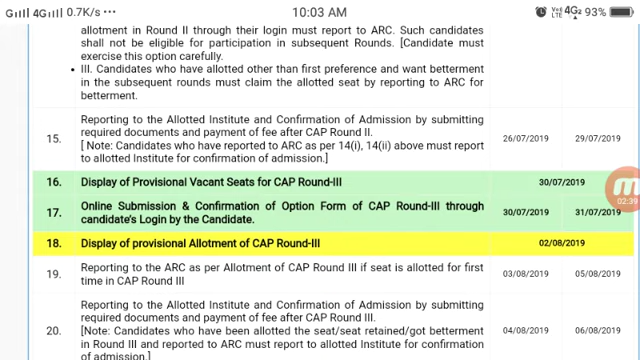 0.7K/s ... 10:03 AM 4G 93%
allotment in Round II through their login must report to ARC. Such candidates
shall not be eligible for participation in subsequent Rounds. [Candidate must
exercise this option carefully.
• III. Candidates who have allotted other than first preference and want betterment
in the subsequent rounds must claim the allotted seat by reporting to ARC for
betterment.
15. Reporting to the Allotted Institute and Confirmation of Admission by submitting
required documents and payment of fee after CAP Round II.
[ Note: Candidates who have reported to ARC as per 14(i), 14(ii) above must report
to allotted Institute for confirmation of admission.]
26/07/2019 29/07/2019
16. Display of Provisional Vacant Seats for CAP Round-III 30/07/2019
17. Online Submission & Confirmation of Option Form of CAP Round-III through
candidate's Login by the Candidate.
30/07/2019 31/07/2019
02:39
18. Display of provisional Allotment of CAP Round-III 02/08/2019
19. Reporting to the ARC as per Allotment of CAP Round III if seat is allotted for first
time in CAP Round III
03/08/2019 05/08/2019
20. Reporting to the Allotted Institute and Confirmation of Admission by submitting
required documents and payment of fee after CAP Round III.
[Note: Candidates who have been allotted the seat/seat retained/got betterment
in Round III and reported to ARC must report to allotted Institute for confirmation
of admission.]
04/08/2019 06/08/2019